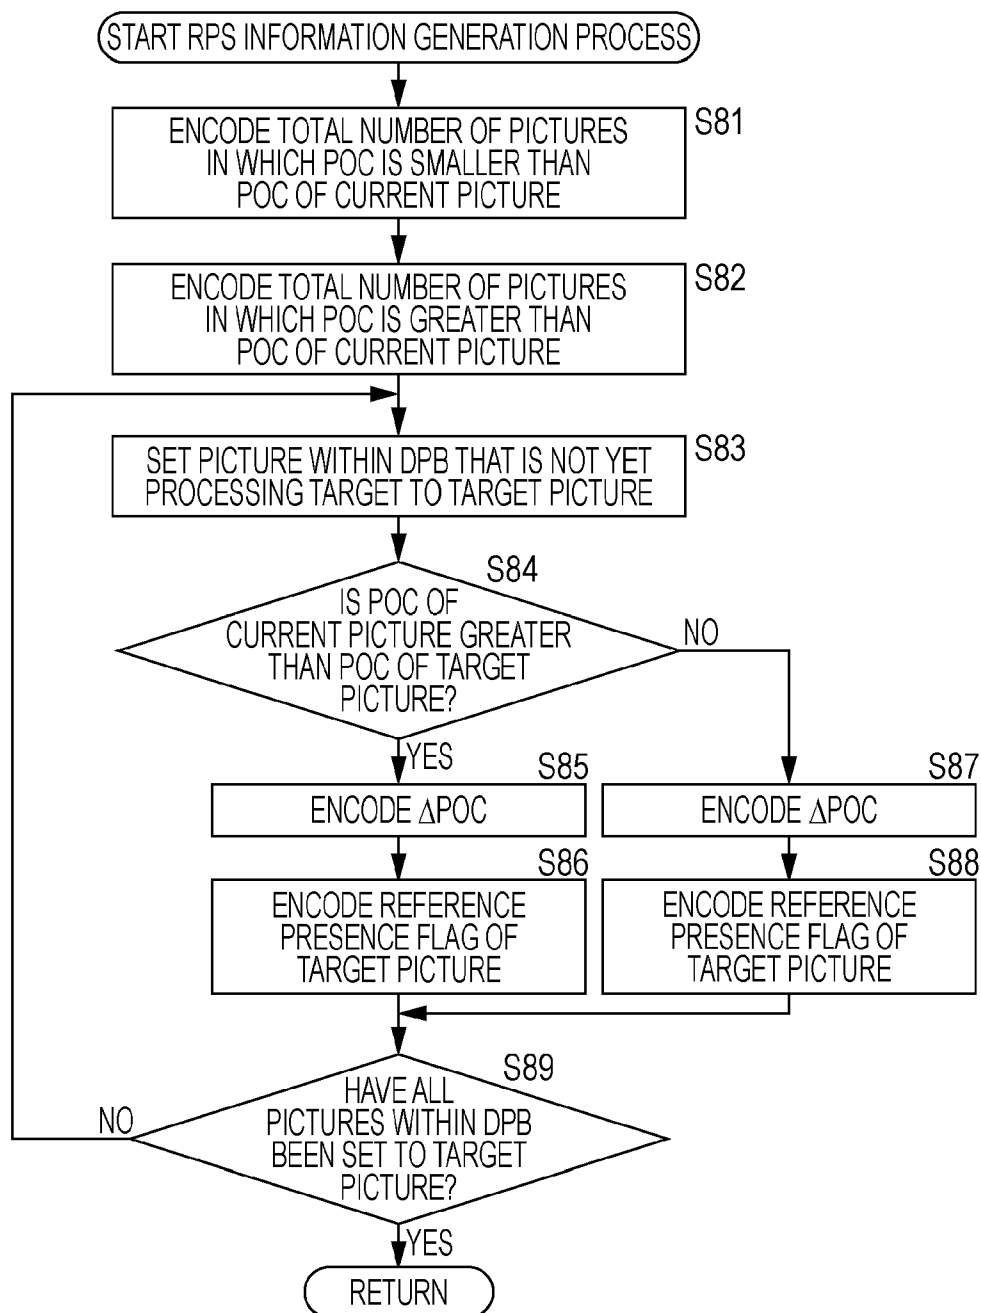 START RPS INFORMATION GENERATION PROCESS
S81
ENCODE TOTAL NUMBER OF PICTURES
IN WHICH POC IS SMALLER THAN
POC OF CURRENT PICTURE
S82
ENCODE TOTAL NUMBER OF PICTURES
IN WHICH POC IS GREATER THAN
POC OF CURRENT PICTURE
S83
SET PICTURE WITHIN DPB THAT IS NOT YET
PROCESSING TARGET TO TARGET PICTURE
S84
IS POC OF
CURRENT PICTURE GREATER
THAN POC OF TARGET
PICTURE?
NO
YES
S85
ENCODE ΔPOC
S87
ENCODE ΔPOC
S86
ENCODE REFERENCE
PRESENCE FLAG OF
TARGET PICTURE
S88
ENCODE REFERENCE
PRESENCE FLAG OF
TARGET PICTURE
S89
HAVE ALL
PICTURES WITHIN DPB
BEEN SET TO TARGET
PICTURE?
NO
YES
RETURN